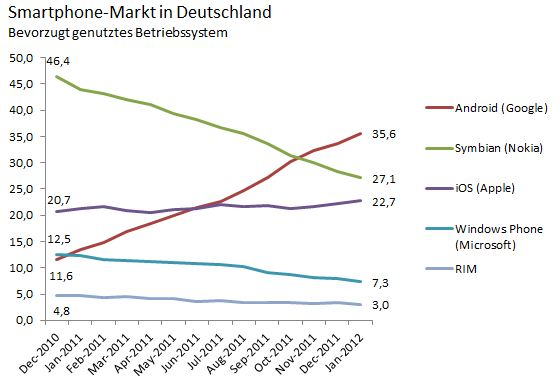 Smartphone-Markt in Deutschland
Bevorzugt genutztes Betriebssystem
50,0
45,0
40,0
35,0
30,0
25,0
20,0
15,0
10,0
5,0
0,0
46,4
20,7
12,5
11,6
4,8
35,6
27,1
22,7
7,3
3,0
Android (Google)
Symbian (Nokia)
iOS (Apple)
Windows Phone
(Microsoft)
RIM
Dec-2010
Jan-2011
Feb-2011
Mar-2011
Apr-2011
May-2011
Jun-2011
Jul-2011
Aug-2011
Sep-2011
Oct-2011
Nov-2011
Dec-2011
Jan-2012